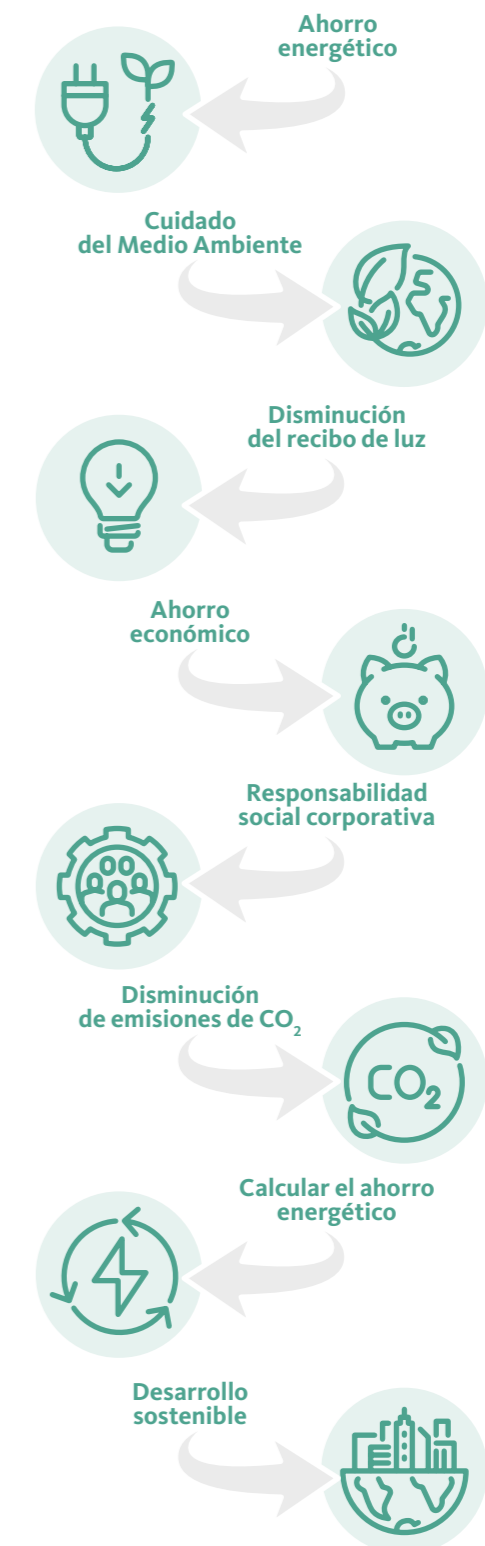 Ahorro
energético
Cuidado
del Medio Ambiente
Disminución
del recibo de luz
Ahorro
económico
Responsabilidad
social corporativa
Disminución
de emisiones de CO₂
CO₂
Calcular el ahorro
energético
Desarrollo
sostenible